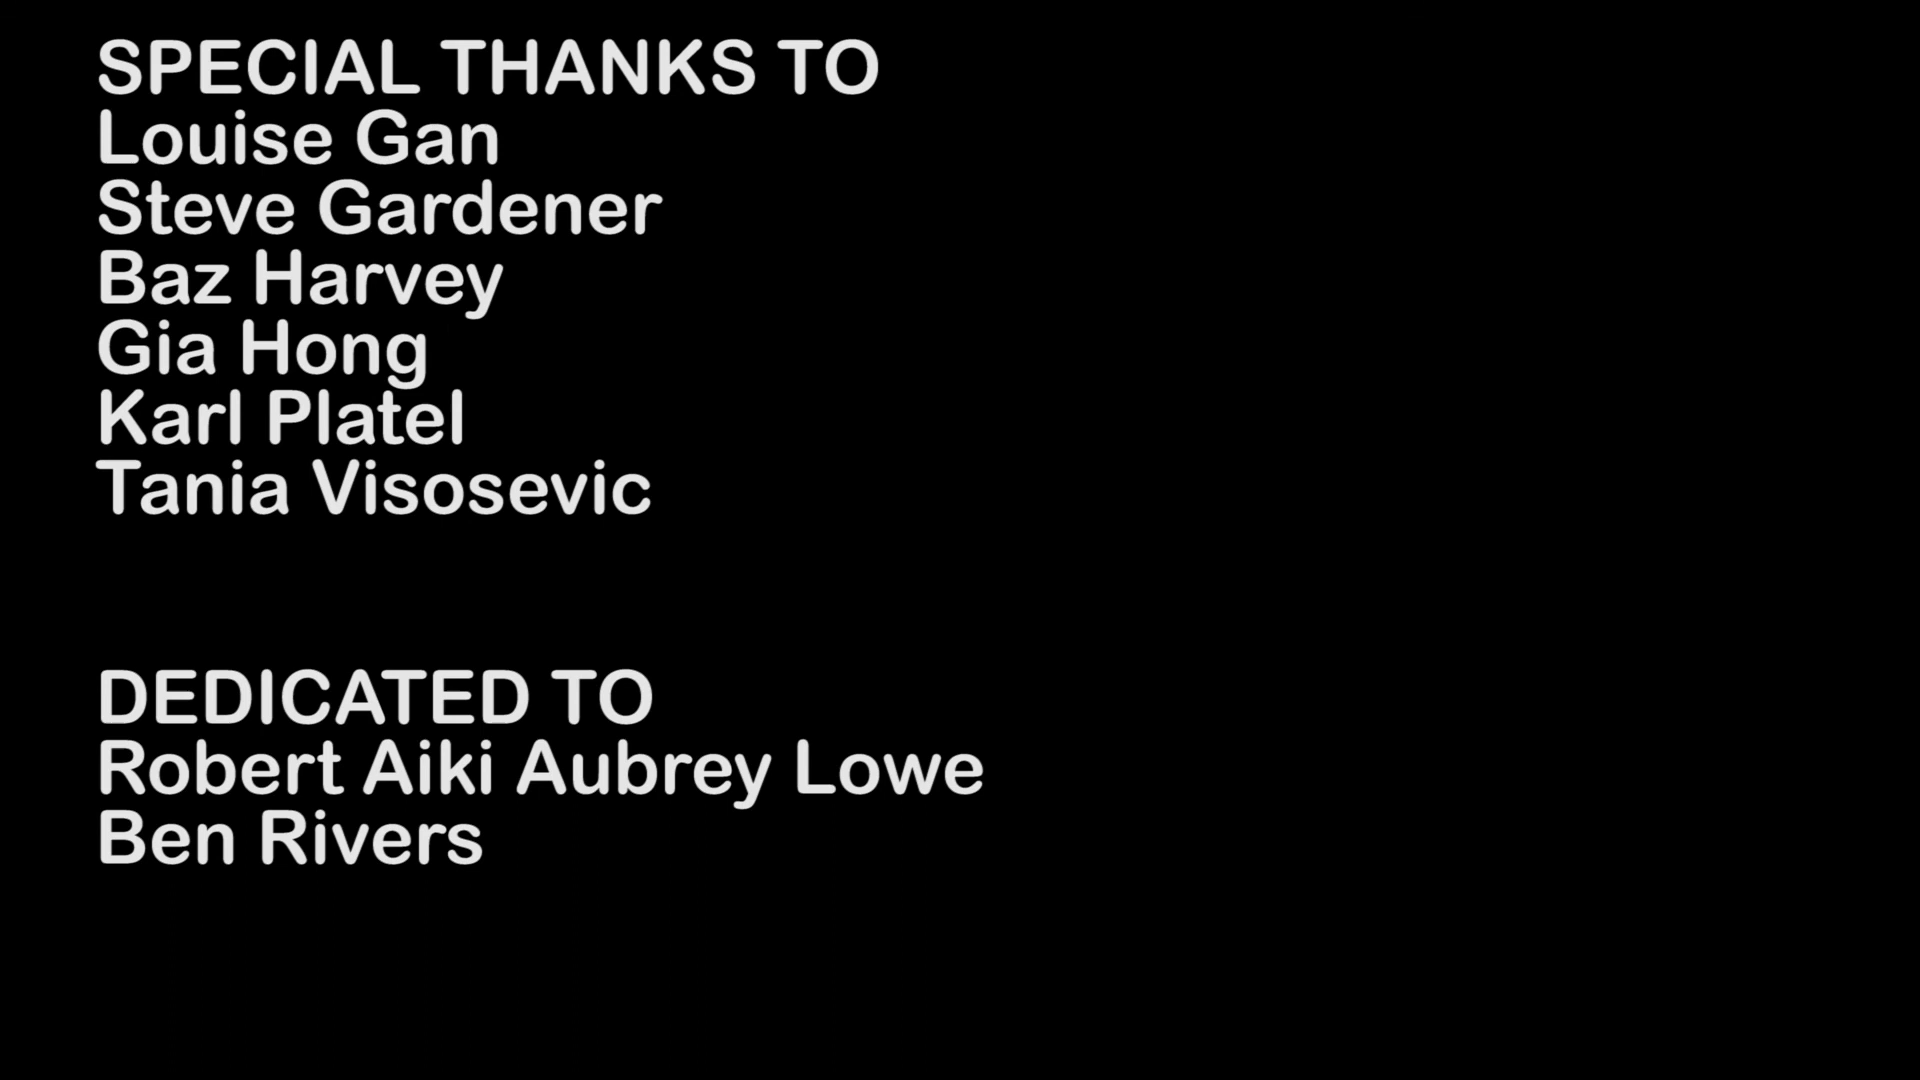 SPECIAL THANKS TO
Louise Gan
Steve Gardener
Baz Harvey
Gia Hong
Karl Platel
Tania Visosevic
DEDICATED TO
Robert Aiki Aubrey Lowe
Ben Rivers